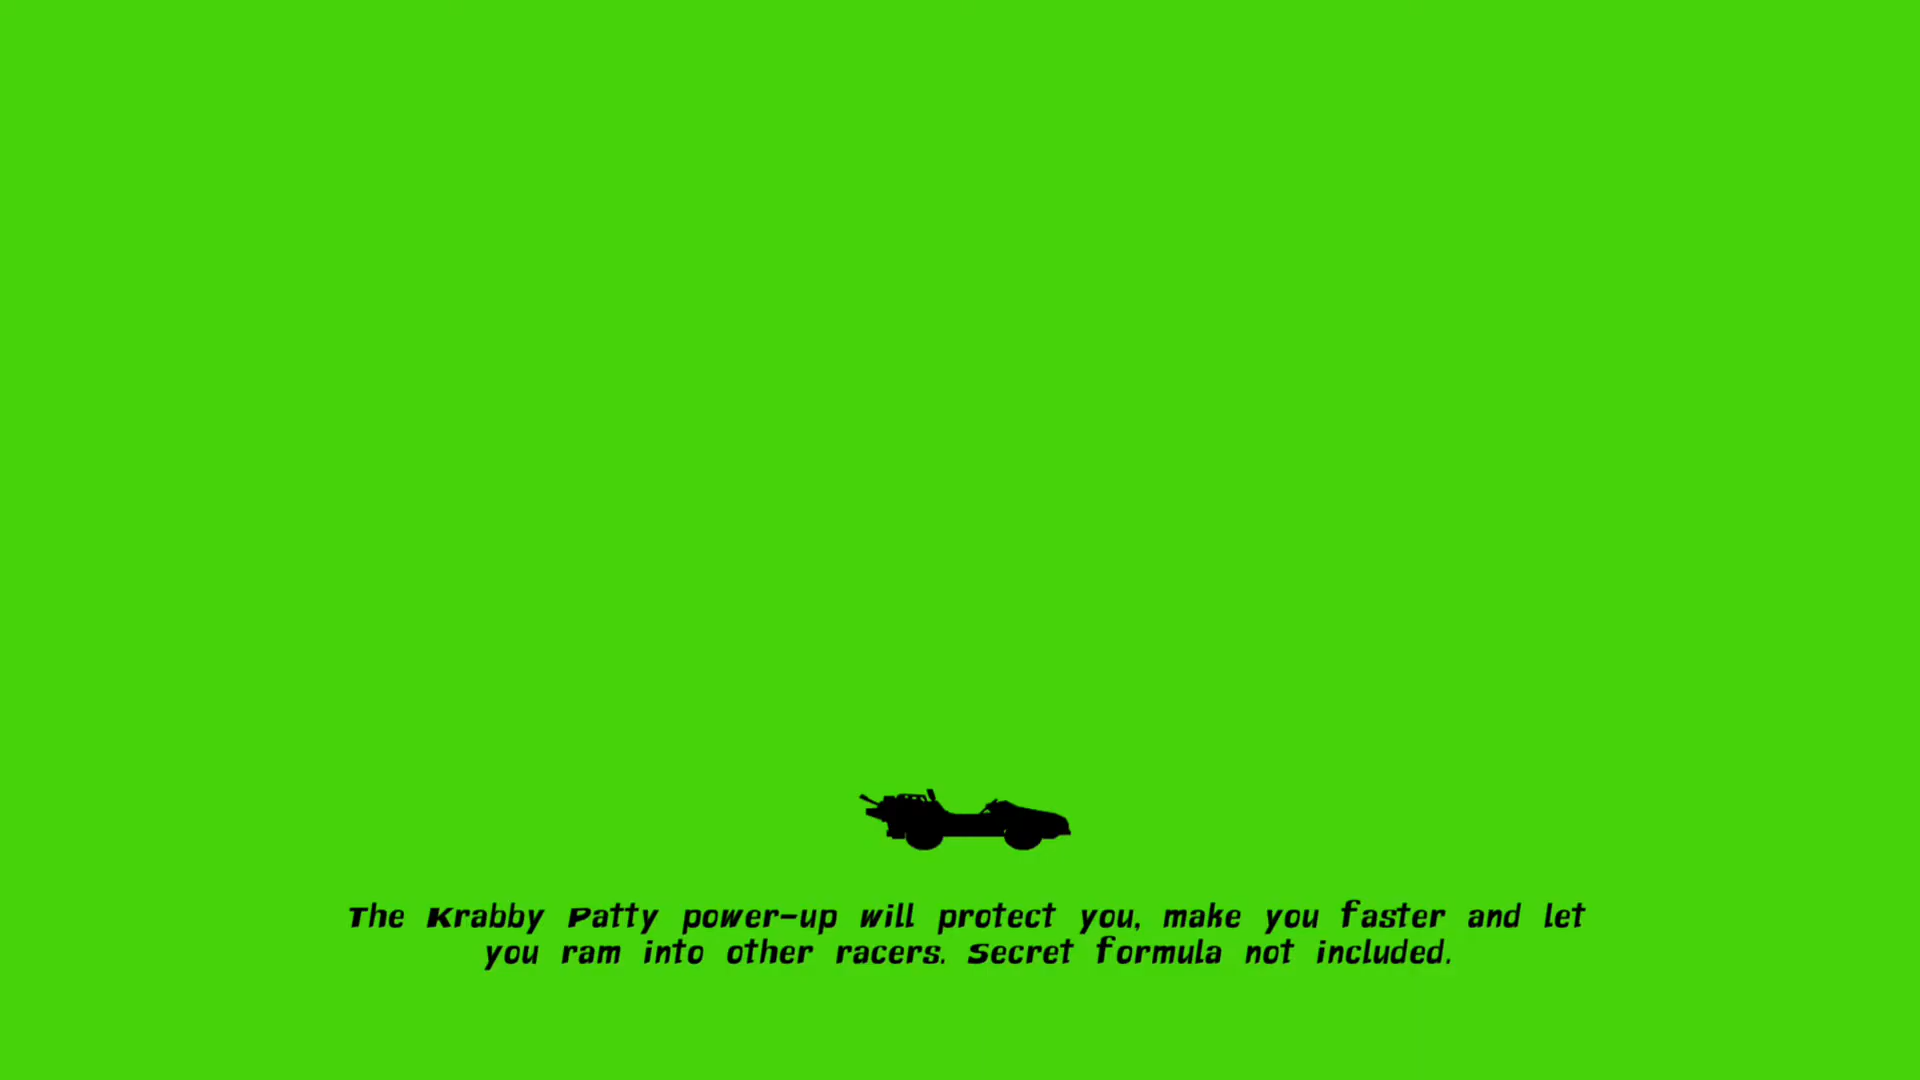 The Krabby Patty power-up will protect you, make you faster and let
you ram into other racers. Secret formula not included.